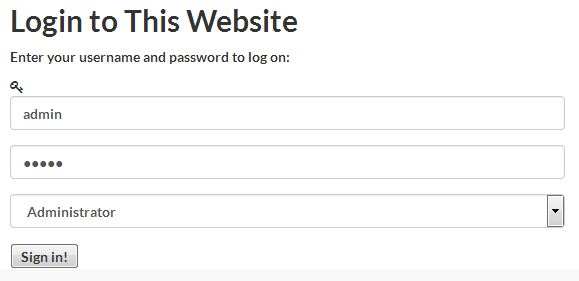 Login to This Website
Enter your username and password to log on:
admin
●●●●●
Administrator
Sign in!